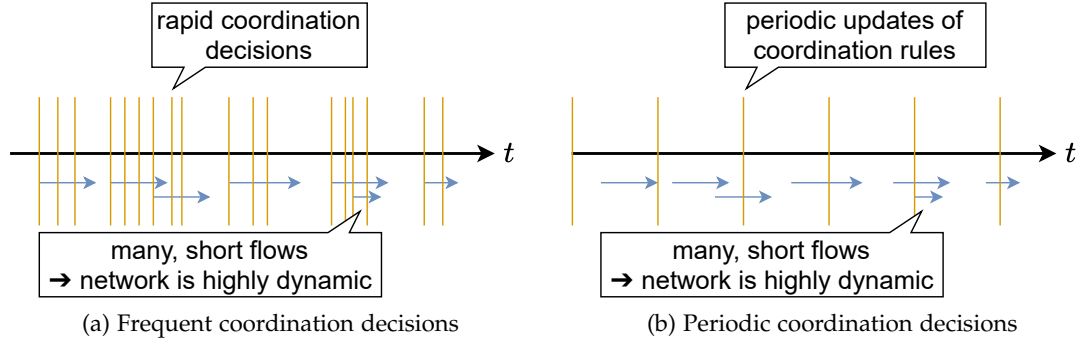 rapid coordination
decisions
t
many, short flows
➔ network is highly dynamic
(a) Frequent coordination decisions
periodic updates of
coordination rules
t
many, short flows
➔ network is highly dynamic
(b) Periodic coordination decisions